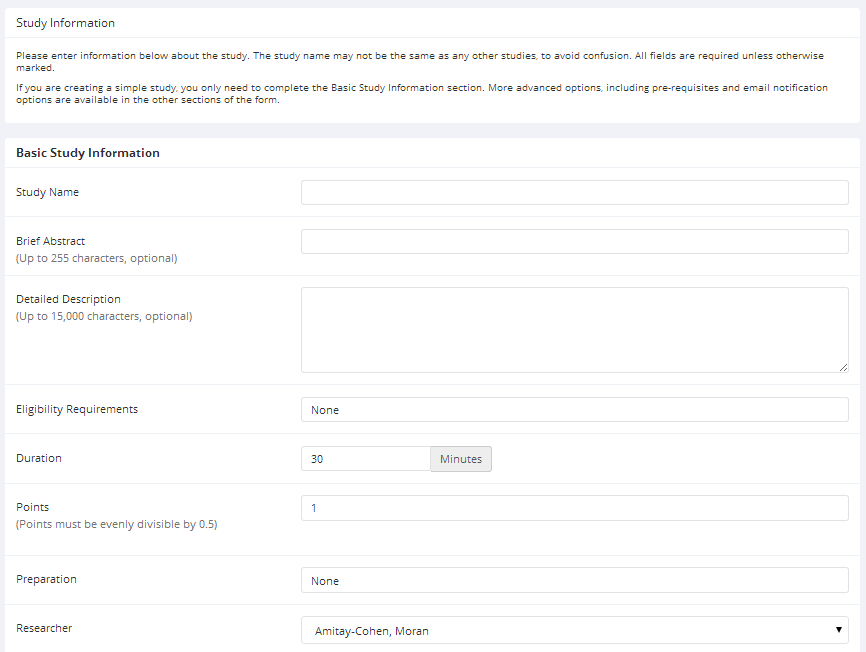 Study Information
Please enter information below about the study. The study name may not be the same as any other studies, to avoid confusion. All fields are required unless otherwise
marked.
If you are creating a simple study, you only need to complete the Basic Study Information section. More advanced options, including pre-requisites and email notification
options are available in the other sections of the form.
Basic Study Information
Study Name
Brief Abstract
(Up to 255 characters, optional)
Detailed Description
(Up to 15,000 characters, optional)
Eligibility Requirements
None
Duration
30 Minutes
Points
1
(Points must be evenly divisible by 0.5)
Preparation
None
Researcher
Amitay-Cohen, Moran